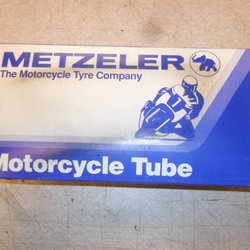 METZELER
The Motorcycle Tyre Company
Motorcycle Tube